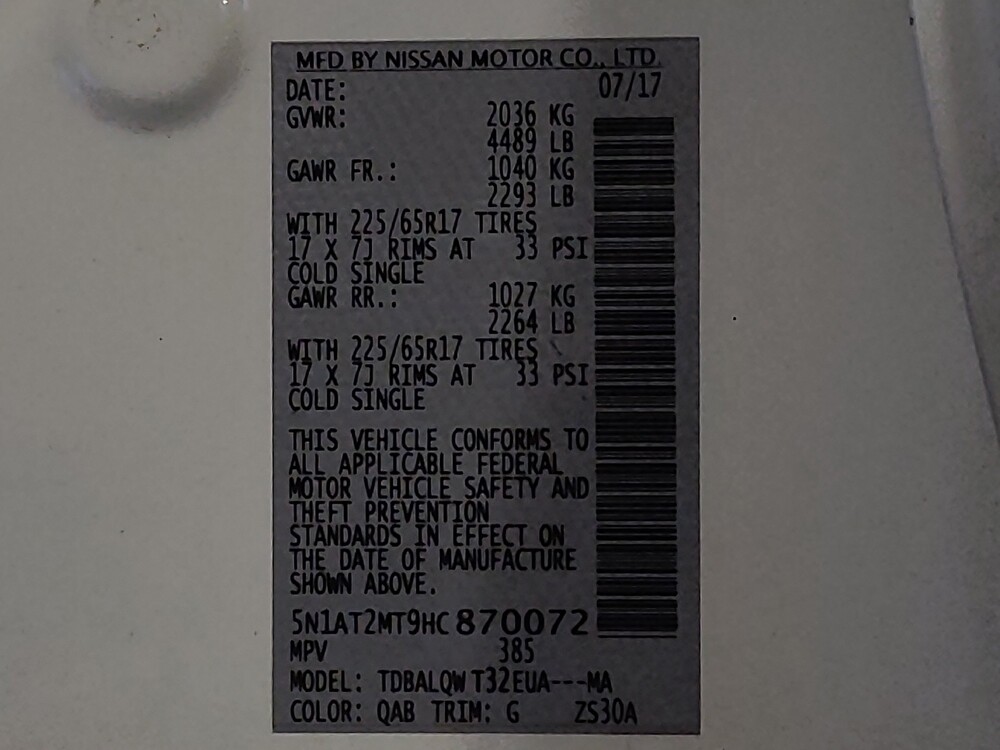 MFD BY NISSAN MOTOR CO., LTD.
DATE: 07/17
GVWR: 2036 KG
4489 LB
GAWR FR.: 1040 KG
2293 LB
WITH 225/65R17 TIRES
17 X 7J RIMS AT 33 PSI
COLD SINGLE
GAWR RR.: 1027 KG
2264 LB
WITH 225/65R17 TIRES
17 X 7J RIMS AT 33 PSI
COLD SINGLE
THIS VEHICLE CONFORMS TO
ALL APPLICABLE FEDERAL
MOTOR VEHICLE SAFETY AND
THEFT PREVENTION
STANDARDS IN EFFECT ON
THE DATE OF MANUFACTURE
SHOWN ABOVE.
5N1AT2MT9HC870072
MPV 385
MODEL: TDBALQW T32EUA---MA
COLOR: QAB TRIM: G ZS30A